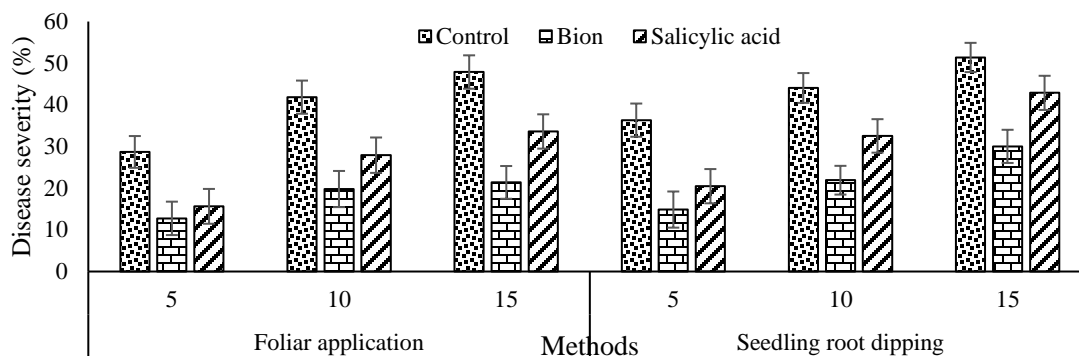 60
50
40
30
20
10
0
Disease severity (%)
Control Bion Salicylic acid
5 10 15 5 10 15
Foliar application Seedling root dipping
Methods